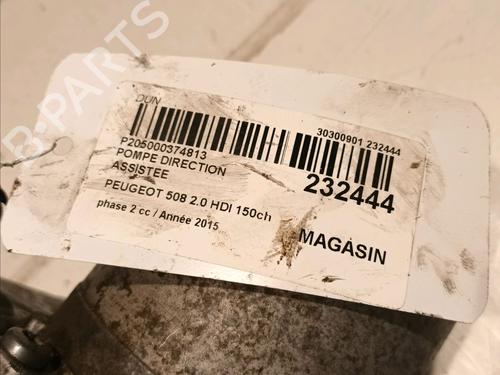 DUN
30300901 232444
P205000374813
POMPE DIRECTION
ASSISTEE
232444
PEUGEOT 508 2.0 HDI 150ch
phase 2 cc / Année 2015
MAGASIN
B-PARTS